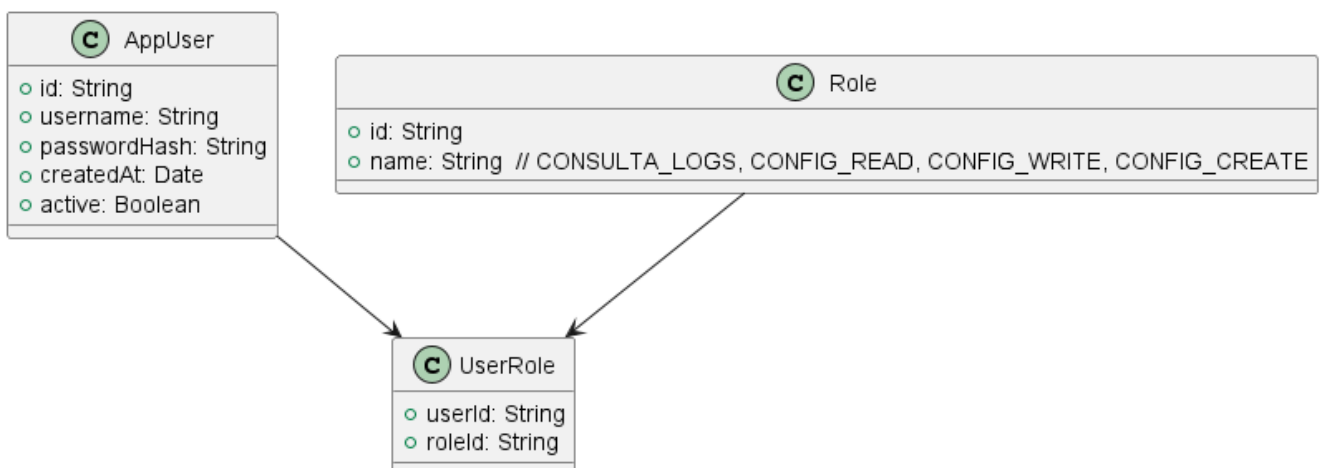 C AppUser
id: String
username: String
passwordHash: String
createdAt: Date
active: Boolean
C Role
id: String
name: String // CONSULTA_LOGS, CONFIG_READ, CONFIG_WRITE, CONFIG_CREATE
C UserRole
userId: String
roleId: String